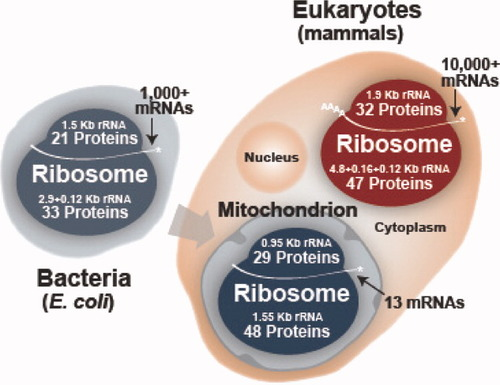 Eukaryotes
(mammals)
1,000+
mRNAs
1.5 Kb rRNA
21 Proteins
*
Ribosome
2.9+0.12 Kb rRNA
33 Proteins
Bacteria
(E. coli)
10,000+
mRNAs
AAAA
1.9 Kb rRNA
32 Proteins
*
Ribosome
4.8+0.16+0.12 Kb rRNA
47 Proteins
Nucleus
Cytoplasm
Mitochondrion
0.95 Kb rRNA
29 Proteins
*
Ribosome
1.55 Kb rRNA
48 Proteins
13 mRNAs